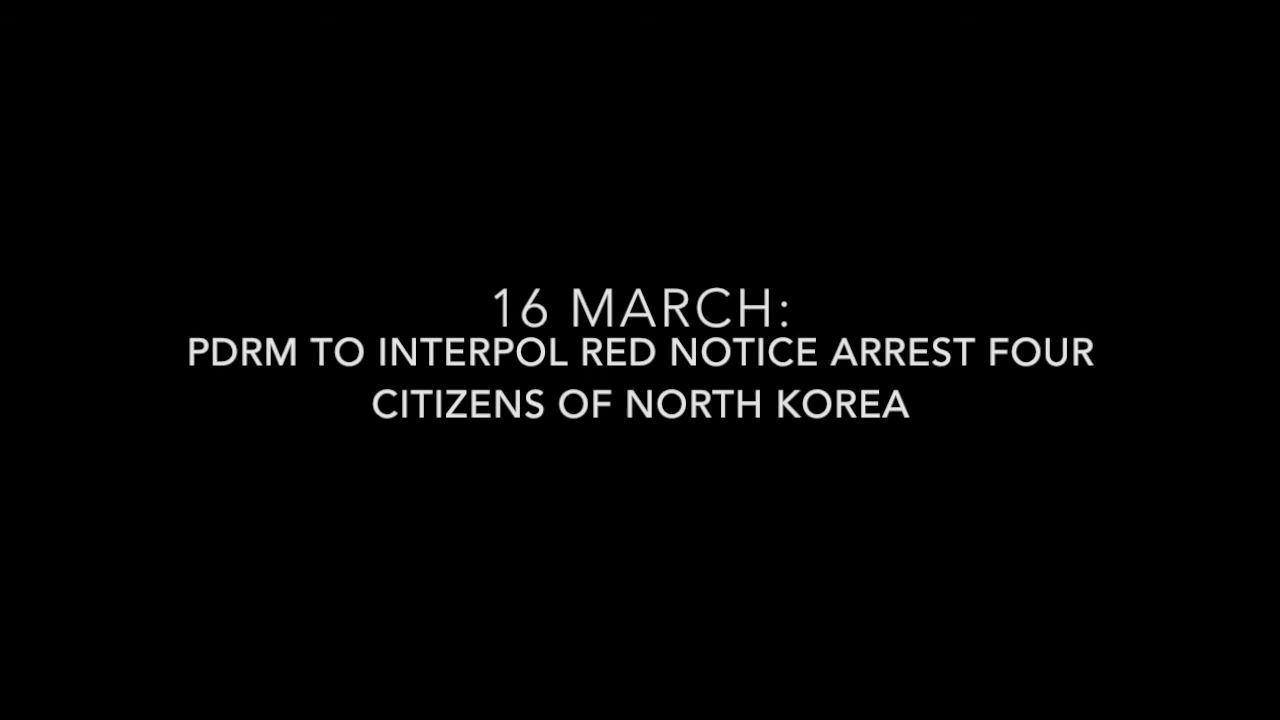 16 MARCH:
PDRM TO INTERPOL RED NOTICE ARREST FOUR
CITIZENS OF NORTH KOREA